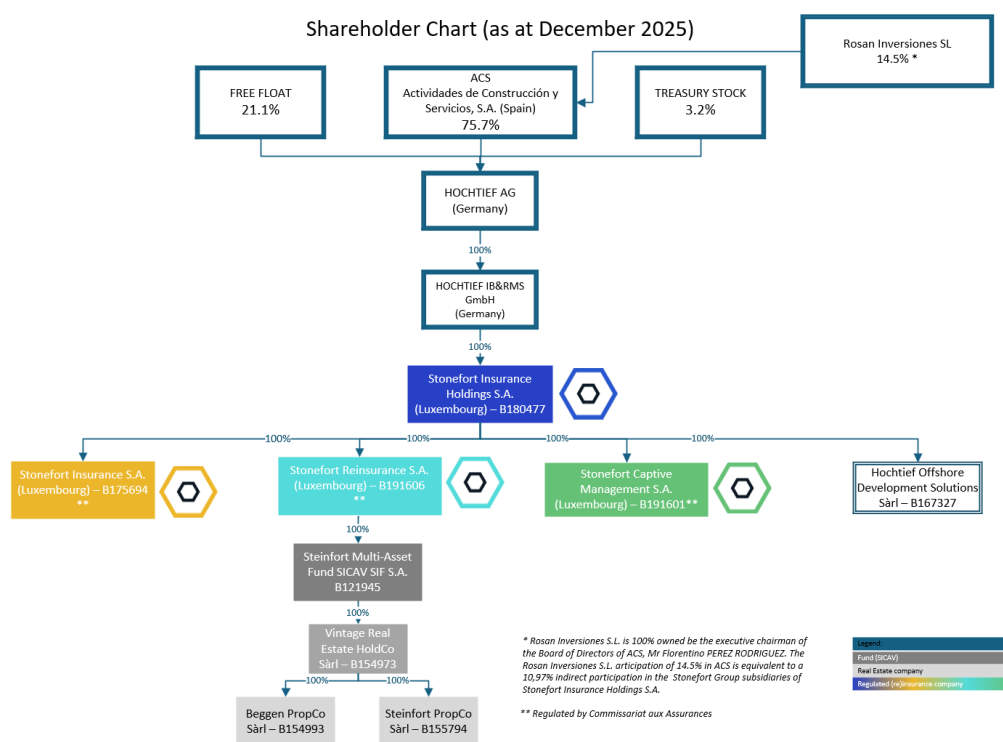 Shareholder Chart (as at December 2025)
Rosan Inversiones SL
14.5% *
FREE FLOAT
21.1%
ACS
Actividades de Construcción y
Servicios, S.A. (Spain)
75.7%
TREASURY STOCK
3.2%
HOCHTIEF AG
(Germany)
100%
HOCHTIEF IB&RMS
GmbH
(Germany)
100%
Stonefort Insurance
Holdings S.A.
(Luxembourg) – B180477
100%
100%
100%
100%
Stonefort Insurance S.A.
(Luxembourg) – B175694
**
Stonefort Reinsurance S.A.
(Luxembourg) – B191606
**
Stonefort Captive
Management S.A.
(Luxembourg) – B191601**
Hochtief Offshore
Development Solutions
Sàrl – B167327
100%
Steinfort Multi-Asset
Fund SICAV SIF S.A.
B121945
100%
Vintage Real
Estate HoldCo
Sàrl – B154973
100%
100%
Beggen PropCo
Sàrl – B154993
Steinfort PropCo
Sàrl – B155794
* Rosan Inversiones S.L. is 100% owned be the executive chairman of
the Board of Directors of ACS, Mr Florentino PEREZ RODRIGUEZ. The
Rosan Inversiones S.L. articipation of 14.5% in ACS is equivalent to a
10,97% indirect participation in the Stonefort Group subsidiaries of
Stonefort Insurance Holdings S.A.
** Regulated by Commissariat aux Assurances
Legend:
Fund (SICAV)
Real Estate company
Regulated (re)insurance company